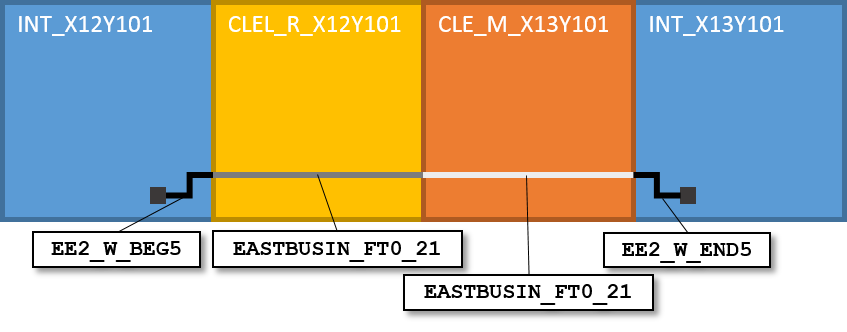 INT_X12Y101
CLEL_R_X12Y101
CLE_M_X13Y101
INT_X13Y101
EE2_W_BEG5
EASTBUSIN_FT0_21
EE2_W_END5
EASTBUSIN_FT0_21